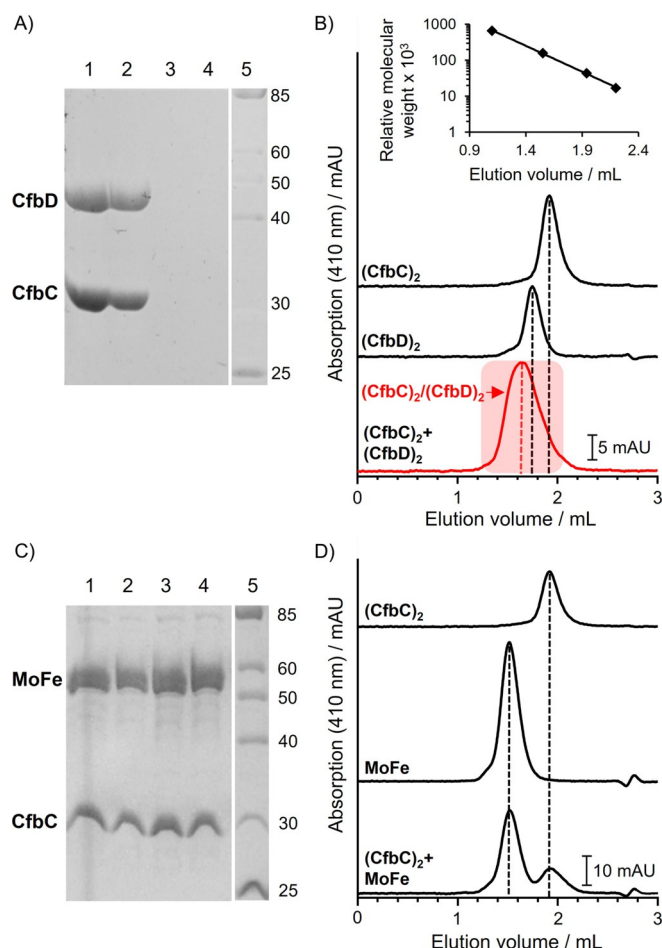 A)
1 2 3 4 5
85
60
50
CfbD
40
CfbC
30
25
B)
Relative molecular
weight x 10³
1000
100
10
1
0.9 1.4 1.9 2.4
Elution volume / mL
Absorption (410 nm) / mAU
(CfbC)₂
(CfbD)₂
(CfbC)₂/(CfbD)₂
(CfbC)₂+
(CfbD)₂
5 mAU
0 1 2 3
Elution volume / mL
C)
1 2 3 4 5
85
MoFe
60
50
40
CfbC
30
25
D)
Absorption (410 nm) / mAU
(CfbC)₂
MoFe
(CfbC)₂+
MoFe
10 mAU
0 1 2 3
Elution volume / mL